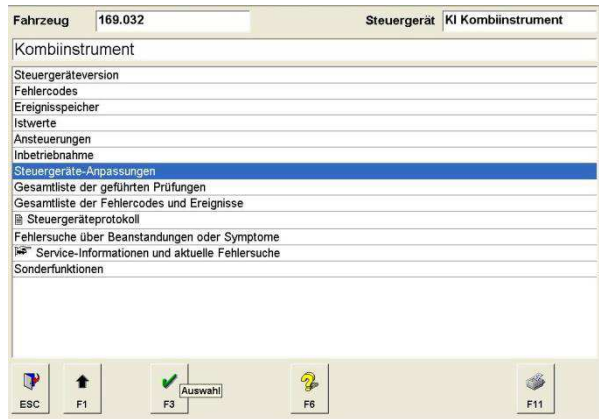 Fahrzeug 169.032 Steuergerät KI Kombiinstrument
Kombiinstrument
Steuergeräteversion
Fehlercodes
Ereignisspeicher
Istwerte
Ansteuerungen
Inbetriebnahme
Steuergeräte-Anpassungen
Gesamtliste der geführten Prüfungen
Gesamtliste der Fehlercodes und Ereignisse
Steuergeräteprotokoll
Fehlersuche über Beanstandungen oder Symptome
Service-Informationen und aktuelle Fehlersuche
Sonderfunktionen
Auswahl
ESC F1 F3 F6 F11